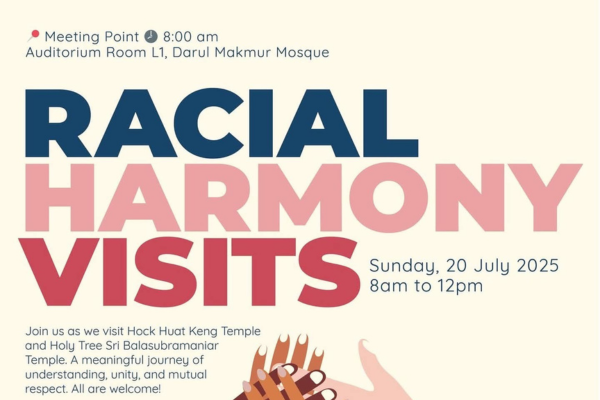 Meeting Point 8:00 am
Auditorium Room L1, Darul Makmur Mosque
RACIAL
HARMONY
VISITS
Sunday, 20 July 2025
8am to 12pm
Join us as we visit Hock Huat Keng Temple
and Holy Tree Sri Balasubramaniar
Temple. A meaningful journey of
understanding, unity, and mutual
respect. All are welcome!